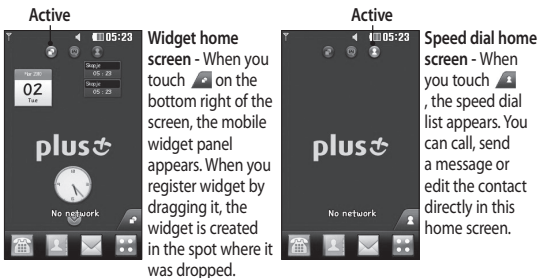 Active
05:23
Apr 2010
02
Tue
Skopje
05 : 23
Skopje
05 : 23
plus
No network
Widget home
screen - When you
touch on the
bottom right of the
screen, the mobile
widget panel
appears. When you
register widget by
dragging it, the
widget is created
in the spot where it
was dropped.
Active
05:23
plus
No network
Speed dial home
screen - When
you touch
, the speed dial
list appears. You
can call, send
a message or
edit the contact
directly in this
home screen.